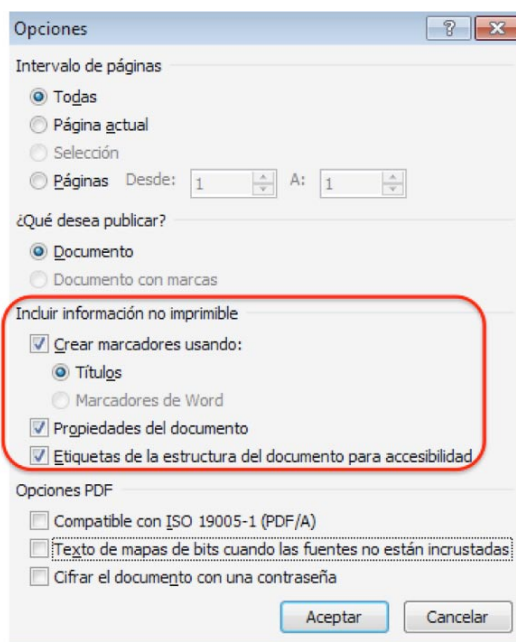 Opciones
Intervalo de páginas
Todas
Página actual
Selección
Páginas Desde: 1 A: 1
¿Qué desea publicar?
Documento
Documento con marcas
Incluir información no imprimible
Crear marcadores usando:
Títulos
Marcadores de Word
Propiedades del documento
Etiquetas de la estructura del documento para accesibilidad
Opciones PDF
Compatible con ISO 19005-1 (PDF/A)
Texto de mapas de bits cuando las fuentes no están incrustadas
Cifrar el documento con una contraseña
Aceptar Cancelar